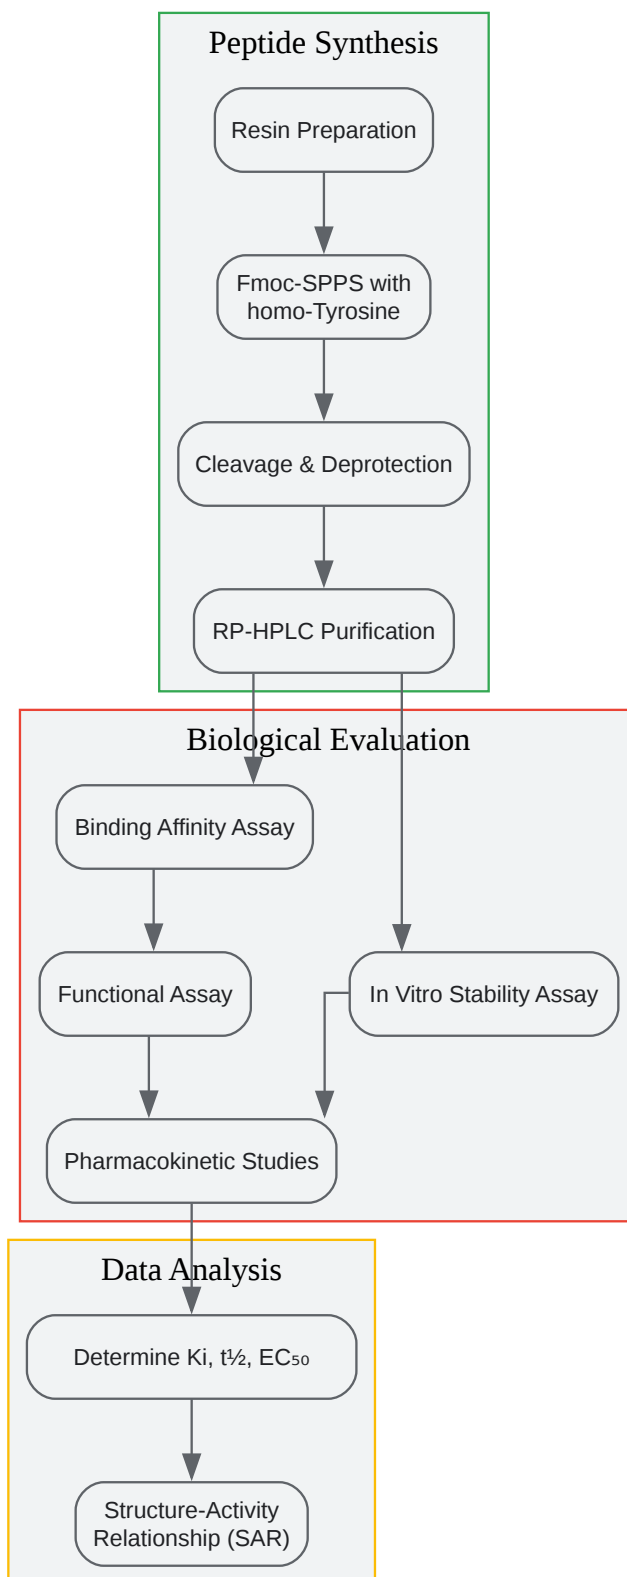 Peptide Synthesis
Resin Preparation
Fmoc-SPPS with
homo-Tyrosine
Cleavage & Deprotection
RP-HPLC Purification
Biological Evaluation
Binding Affinity Assay
Functional Assay
In Vitro Stability Assay
Pharmacokinetic Studies
Data Analysis
Determine Ki, t½, EC₅₀
Structure-Activity
Relationship (SAR)